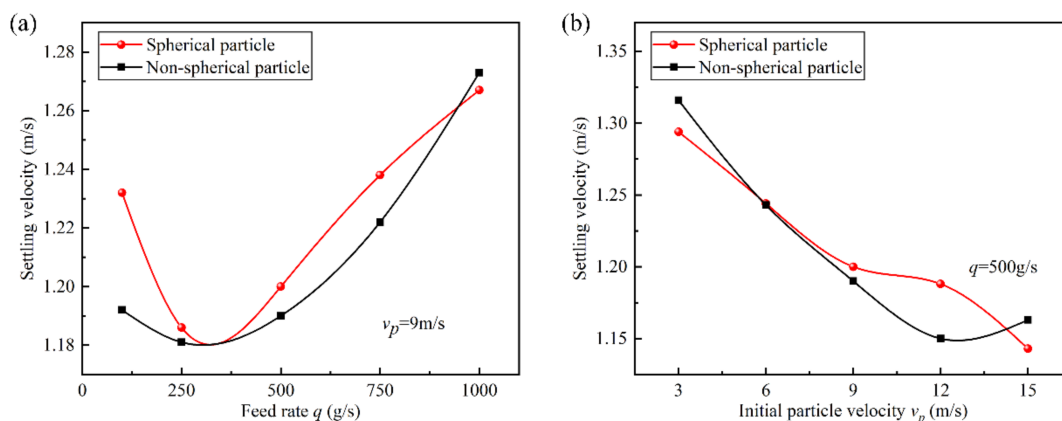 (a)
Spherical particle
Non-spherical particle
1.28
1.26
1.24
1.22
1.20
1.18
Settling velocity (m/s)
v_p=9m/s
0
250
500
750
1000
Feed rate q (g/s)
(b)
Spherical particle
Non-spherical particle
1.35
1.30
1.25
1.20
1.15
Settling velocity (m/s)
q=500g/s
3
6
9
12
15
Initial particle velocity v_p (m/s)